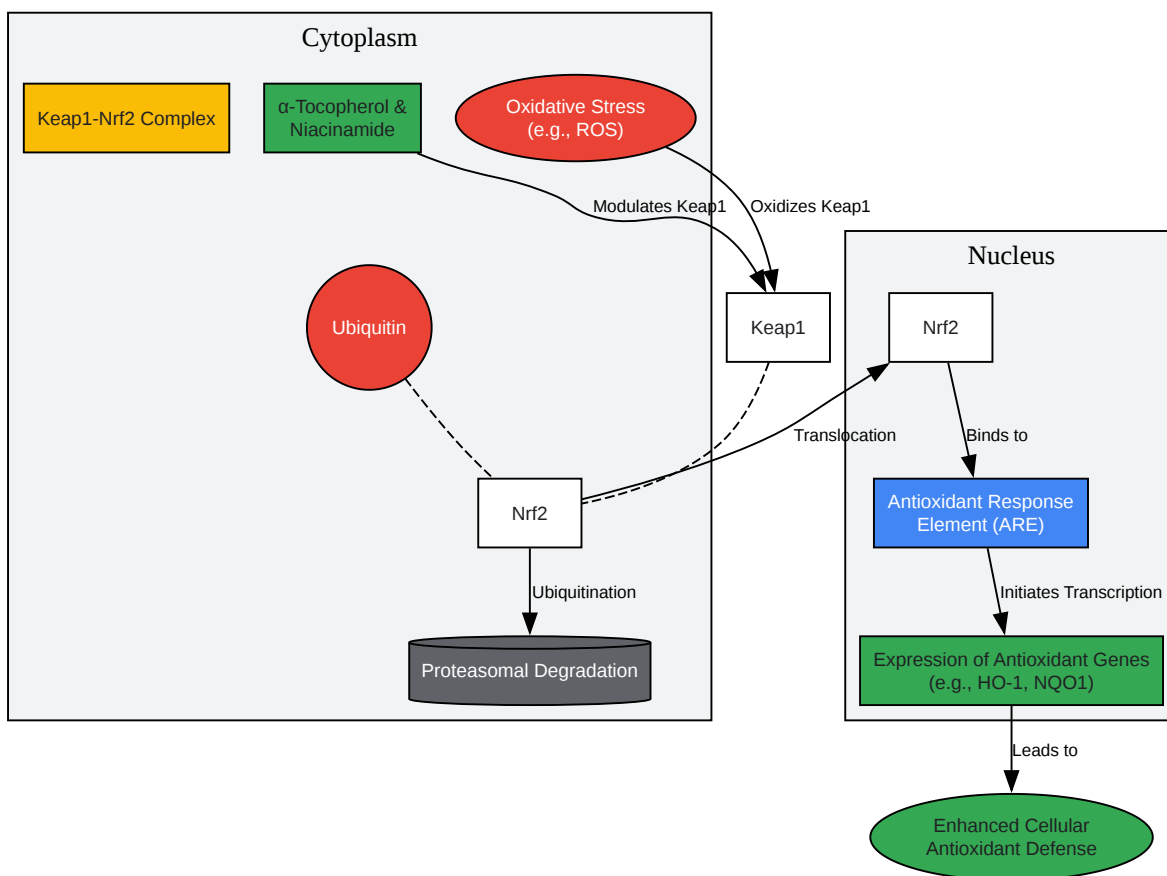 Cytoplasm
Keap1-Nrf2 Complex
α-Tocopherol &
Niacinamide
Oxidative Stress
(e.g., ROS)
Modulates Keap1
Oxidizes Keap1
Nucleus
Ubiquitin
Keap1
Nrf2
Translocation
Binds to
Nrf2
Antioxidant Response
Element (ARE)
Ubiquitination
Initiates Transcription
Proteasomal Degradation
Expression of Antioxidant Genes
(e.g., HO-1, NQO1)
Leads to
Enhanced Cellular
Antioxidant Defense